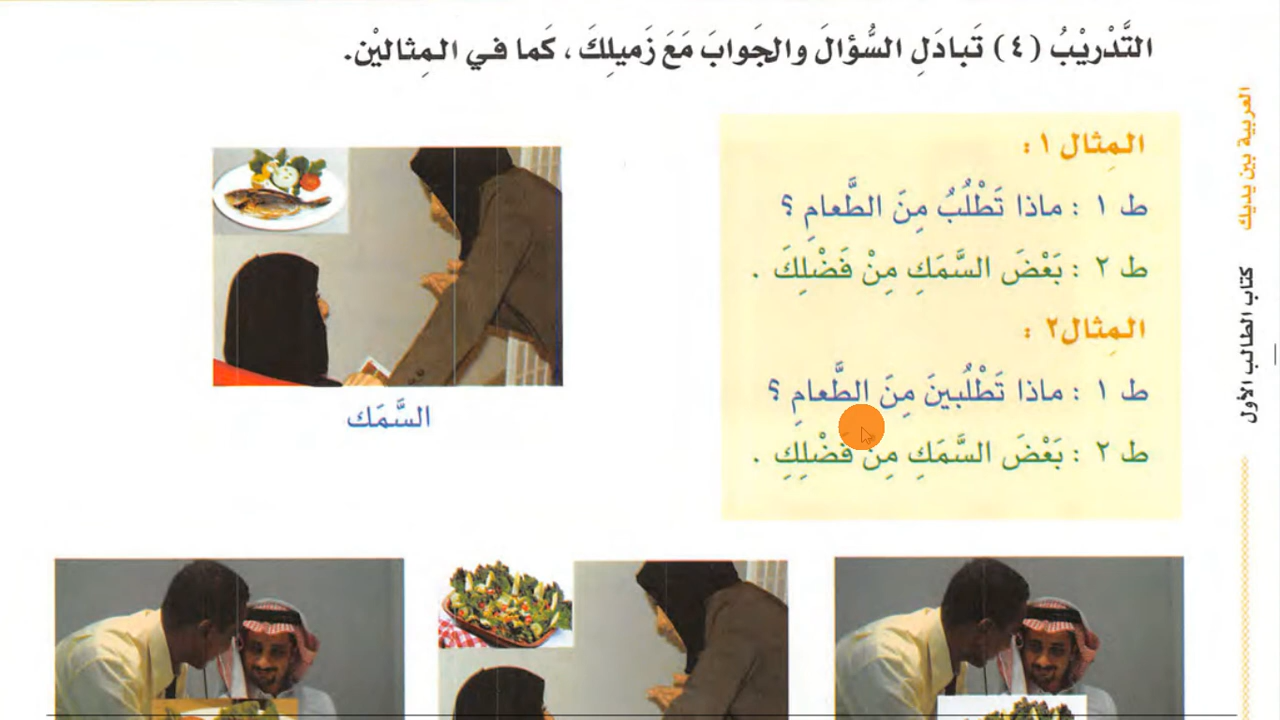 التَّدْرِيْبُ (٤) تَبادَلِ السُّؤالَ والجَوابَ مَعَ زَميلِكَ ، كَما في المِثالَيْن.
المِثال ١ :
ط ١ : ماذا تَطْلُبُ مِنَ الطَّعامِ ؟
ط ٢ : بَعْضَ السَّمَكِ مِنْ فَضْلِكَ .
المِثال٢ :
ط ١ : ماذا تَطْلُبينَ مِنَ الطَّعامِ ؟
ط ٢ : بَعْضَ السَّمَكِ مِنْ فَضْلِكِ .
السَّمَك
العربية بين يديك
كتاب الطالب الأول